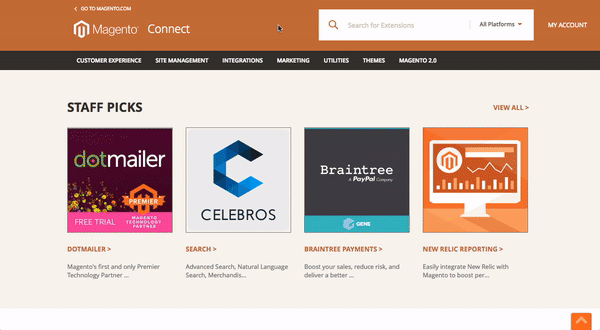 GO TO MAGENTO.COM
Magento Connect
Search for Extensions
All Platforms
MY ACCOUNT
CUSTOMER EXPERIENCE SITE MANAGEMENT INTEGRATIONS MARKETING UTILITIES THEMES MAGENTO 2.0
STAFF PICKS
VIEW ALL >
dotmailer
PREMIER
MAGENTO
TECHNOLOGY
PARTNER
FREE TRIAL
CELEBROS
Braintree
A PayPal Company
GENE
DOTMAILER >
Magento's first and only Premier
Technology Partner ...
SEARCH >
Advanced Search, Natural Language
Search, Merchandis...
BRAINTREE PAYMENTS >
Boost your sales, reduce risk, and
deliver a better ...
NEW RELIC REPORTING >
Easily integrate New Relic with
Magento to boost per...